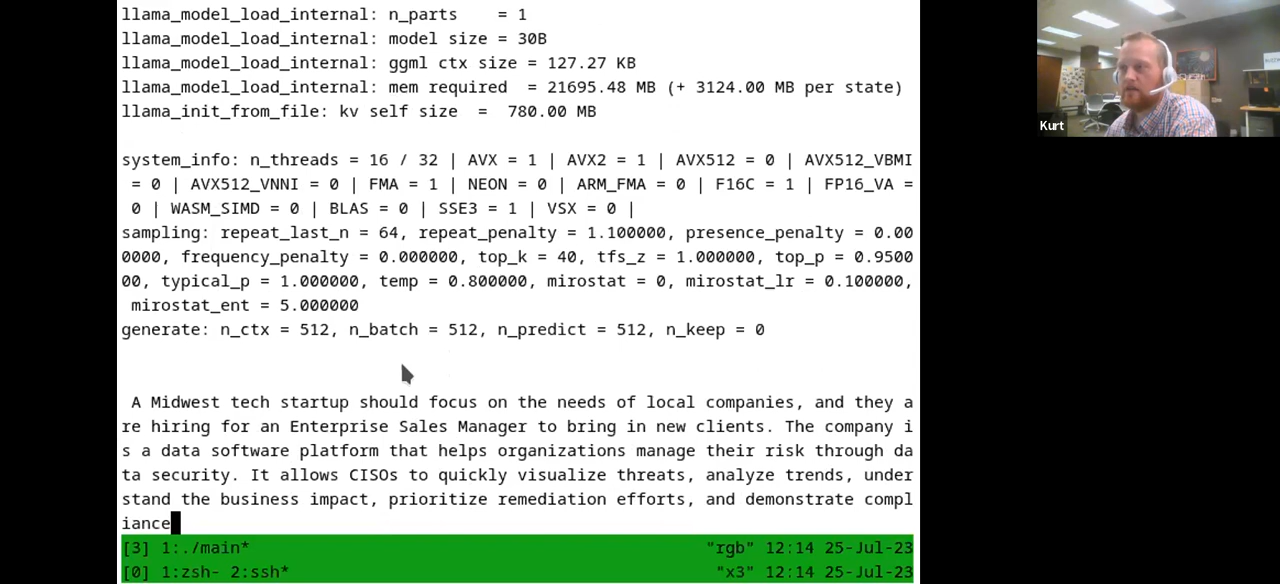 llama_model_load_internal: n_parts    = 1
llama_model_load_internal: model size = 30B
llama_model_load_internal: ggml ctx size = 127.27 KB
llama_model_load_internal: mem required  = 21695.48 MB (+ 3124.00 MB per state)
llama_init_from_file: kv self size  =  780.00 MB
system_info: n_threads = 16 / 32 | AVX = 1 | AVX2 = 1 | AVX512 = 0 | AVX512_VBMI
= 0 | AVX512_VNNI = 0 | FMA = 1 | NEON = 0 | ARM_FMA = 0 | F16C = 1 | FP16_VA =
0 | WASM_SIMD = 0 | BLAS = 0 | SSE3 = 1 | VSX = 0 |
sampling: repeat_last_n = 64, repeat_penalty = 1.100000, presence_penalty = 0.00
0000, frequency_penalty = 0.000000, top_k = 40, tfs_z = 1.000000, top_p = 0.9500
00, typical_p = 1.000000, temp = 0.800000, mirostat = 0, mirostat_lr = 0.100000,
mirostat_ent = 5.000000
generate: n_ctx = 512, n_batch = 512, n_predict = 512, n_keep = 0
A Midwest tech startup should focus on the needs of local companies, and they a
re hiring for an Enterprise Sales Manager to bring in new clients. The company i
s a data software platform that helps organizations manage their risk through da
ta security. It allows CISOs to quickly visualize threats, analyze trends, under
stand the business impact, prioritize remediation efforts, and demonstrate compl
iance
[3] 1:./main* "rgb" 12:14 25-Jul-23
[0] 1:zsh- 2:ssh* "x3" 12:14 25-Jul-23
Kurt